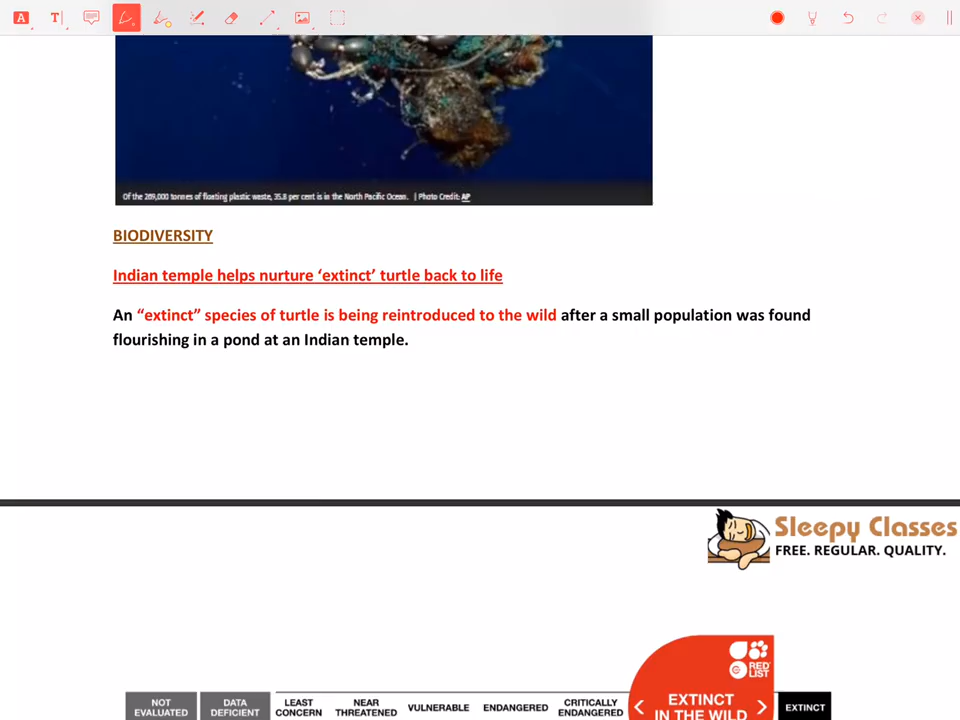 A T
Of the 269,000 tonnes of floating plastic waste, 35.8 per cent is in the North Pacific Ocean. | Photo Credit: AP
BIODIVERSITY
Indian temple helps nurture ‘extinct’ turtle back to life
An “extinct” species of turtle is being reintroduced to the wild after a small population was found
flourishing in a pond at an Indian temple.
Sleepy Classes
FREE. REGULAR. QUALITY.
RED
LIST
NOT
EVALUATED
DATA
DEFICIENT
LEAST
CONCERN
NEAR
THREATENED
VULNERABLE
ENDANGERED
CRITICALLY
ENDANGERED
< EXTINCT
IN THE WILD >
EXTINCT